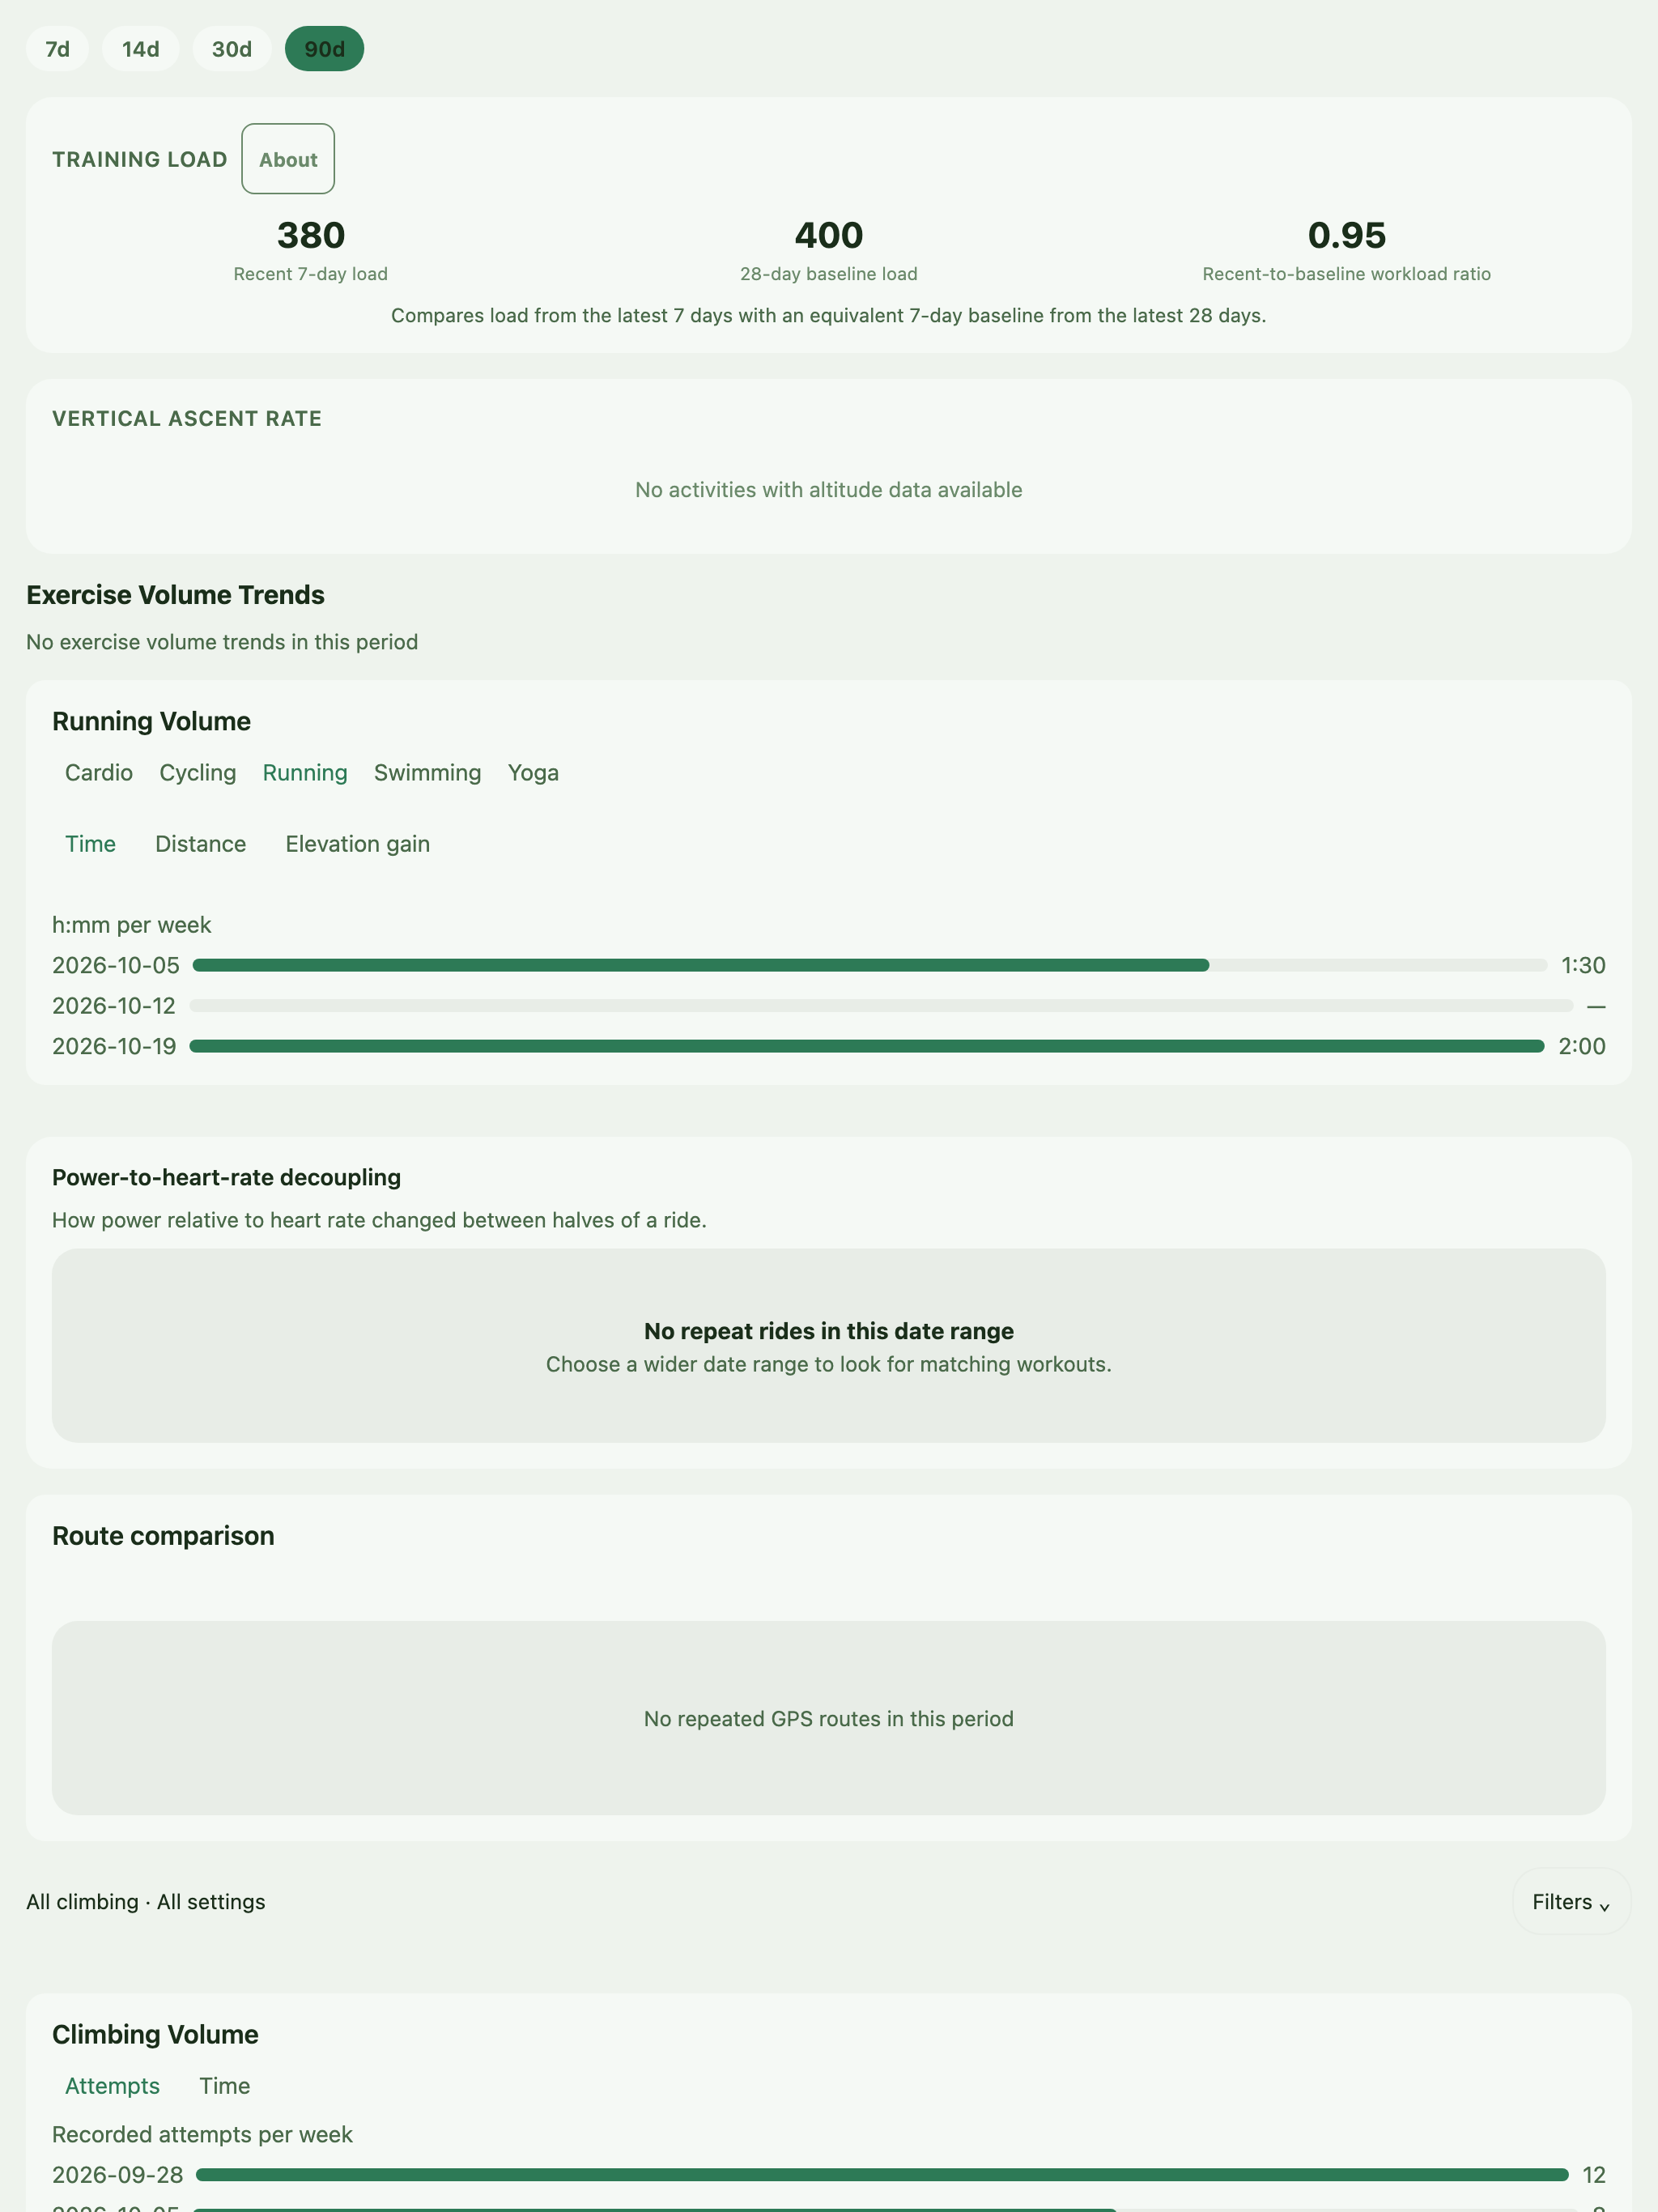 7d 14d 30d 90d
TRAINING LOAD About
380 400 0.95
Recent 7-day load 28-day baseline load Recent-to-baseline workload ratio
Compares load from the latest 7 days with an equivalent 7-day baseline from the latest 28 days.
VERTICAL ASCENT RATE
No activities with altitude data available
Exercise Volume Trends
No exercise volume trends in this period
Running Volume
Cardio Cycling Running Swimming Yoga
Time Distance Elevation gain
h:mm per week
2026-10-05 1:30
2026-10-12 —
2026-10-19 2:00
Power-to-heart-rate decoupling
How power relative to heart rate changed between halves of a ride.
No repeat rides in this date range
Choose a wider date range to look for matching workouts.
Route comparison
No repeated GPS routes in this period
All climbing · All settings Filters
Climbing Volume
Attempts Time
Recorded attempts per week
2026-09-28 12